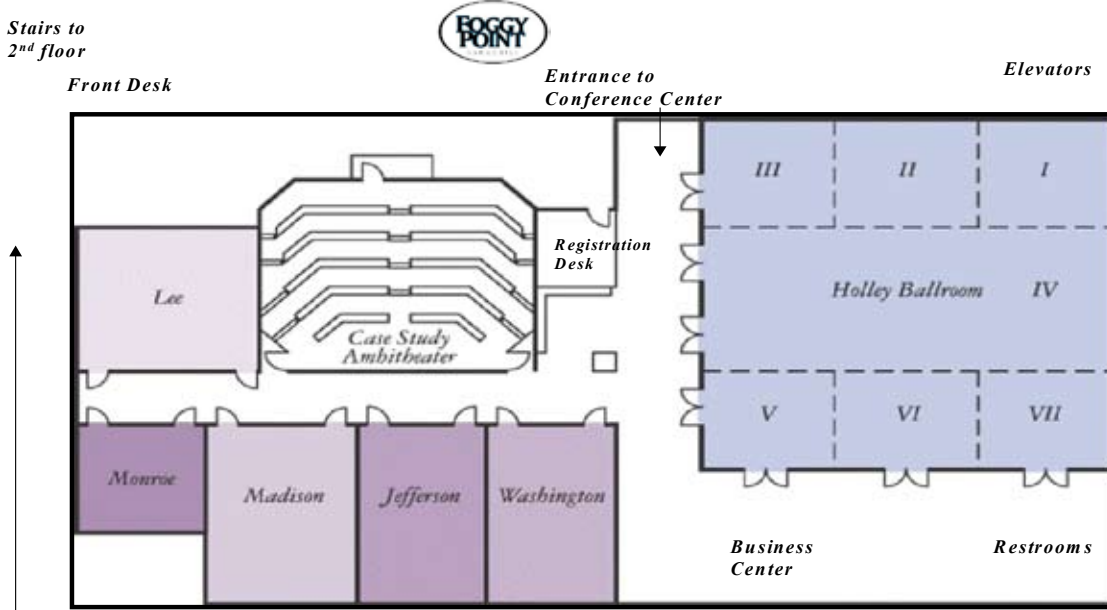 Stairs to
2nd floor
FOGGY
POINT
Front Desk
Entrance to
Conference Center
Elevators
III
II
I
Registration
Desk
Lee
Holley Ballroom
IV
Case Study
Amhitheater
V
VI
VII
Monroe
Madison
Jefferson
Washington
Business
Center
Restrooms